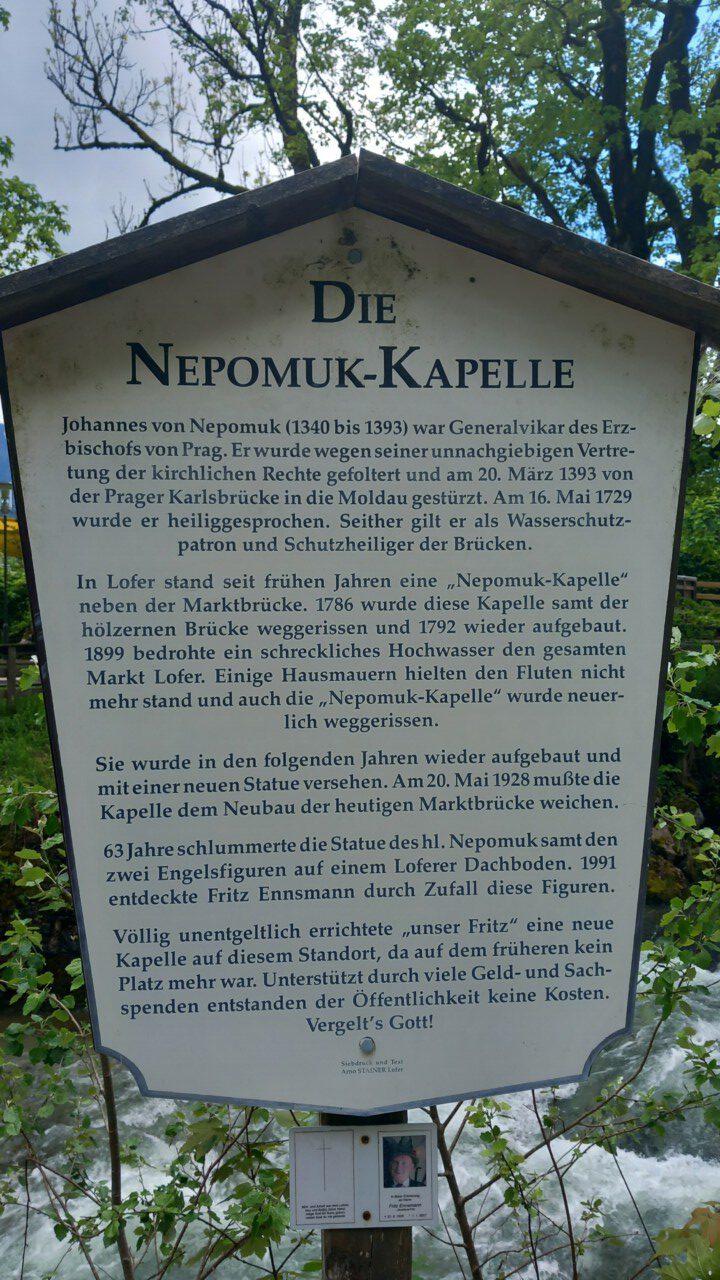 Die
Nepomuk-Kapelle
Johannes von Nepomuk (1340 bis 1393) war Generalvikar des Erz-
bischofs von Prag. Er wurde wegen seiner unnachgiebigen Vertre-
tung der kirchlichen Rechte gefoltert und am 20. März 1393 von
der Prager Karlsbrücke in die Moldau gestürzt. Am 16. Mai 1729
wurde er heiliggesprochen. Seither gilt er als Wasserschutz-
patron und Schutzheiliger der Brücken.
In Lofer stand seit frühen Jahren eine „Nepomuk-Kapelle“
neben der Marktbrücke. 1786 wurde diese Kapelle samt der
hölzernen Brücke weggerissen und 1792 wieder aufgebaut.
1899 bedrohte ein schreckliches Hochwasser den gesamten
Markt Lofer. Einige Hausmauern hielten den Fluten nicht
mehr stand und auch die „Nepomuk-Kapelle“ wurde neuer-
lich weggerissen.
Sie wurde in den folgenden Jahren wieder aufgebaut und
mit einer neuen Statue versehen. Am 20. Mai 1928 mußte die
Kapelle dem Neubau der heutigen Marktbrücke weichen.
63 Jahre schlummerte die Statue des hl. Nepomuk samt den
zwei Engelsfiguren auf einem Loferer Dachboden. 1991
entdeckte Fritz Ennsmann durch Zufall diese Figuren.
Völlig unentgeltlich errichtete „unser Fritz“ eine neue
Kapelle auf diesem Standort, da auf dem früheren kein
Platz mehr war. Unterstützt durch viele Geld- und Sach-
spenden entstanden der Öffentlichkeit keine Kosten.
Vergelt's Gott!
Siebdruck und Text
Arno STAINER Lofer
Fritz Ennsmann